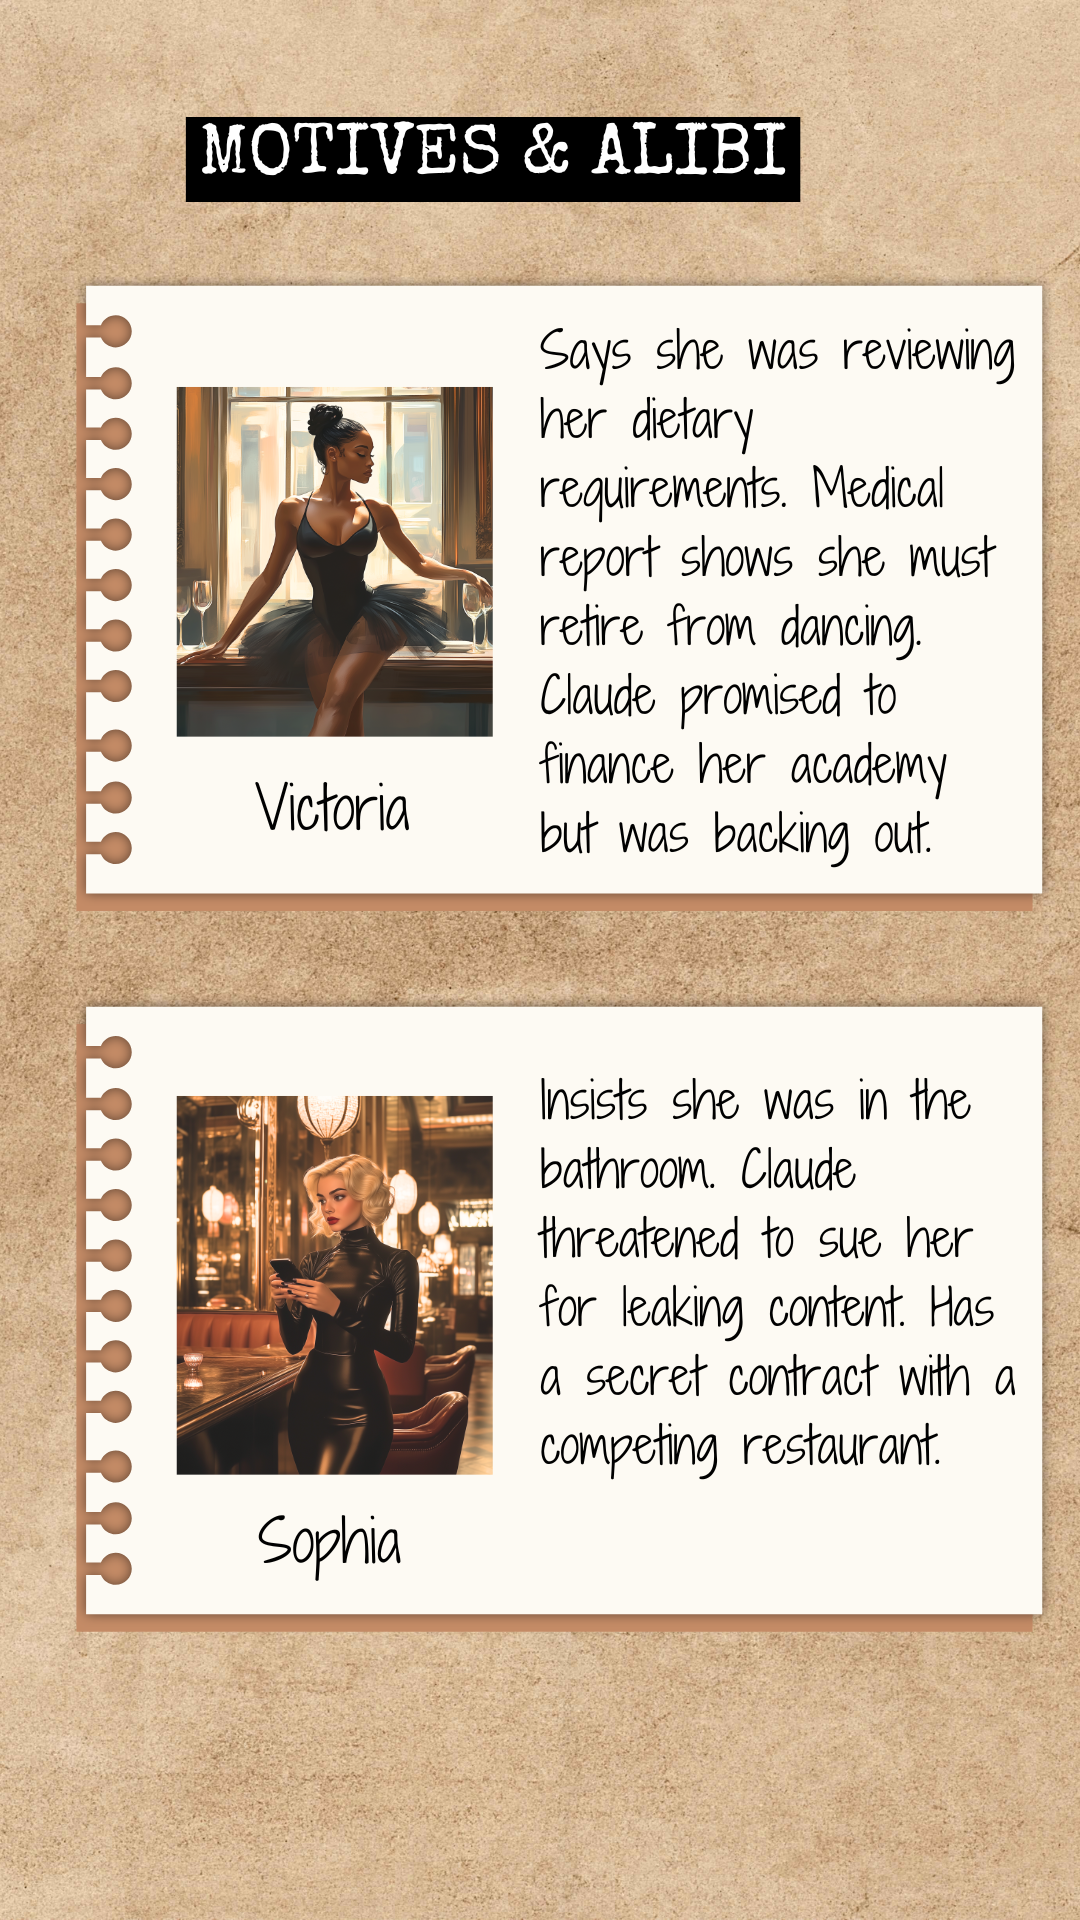 MOTIVES & ALIBI
Says she was reviewing
her dietary
requirements. Medical
report shows she must
retire from dancing.
Claude promised to
finance her academy
but was backing out.
Victoria
Insists she was in the
bathroom. Claude
threatened to sue her
for leaking content. Has
a secret contract with a
competing restaurant.
Sophia